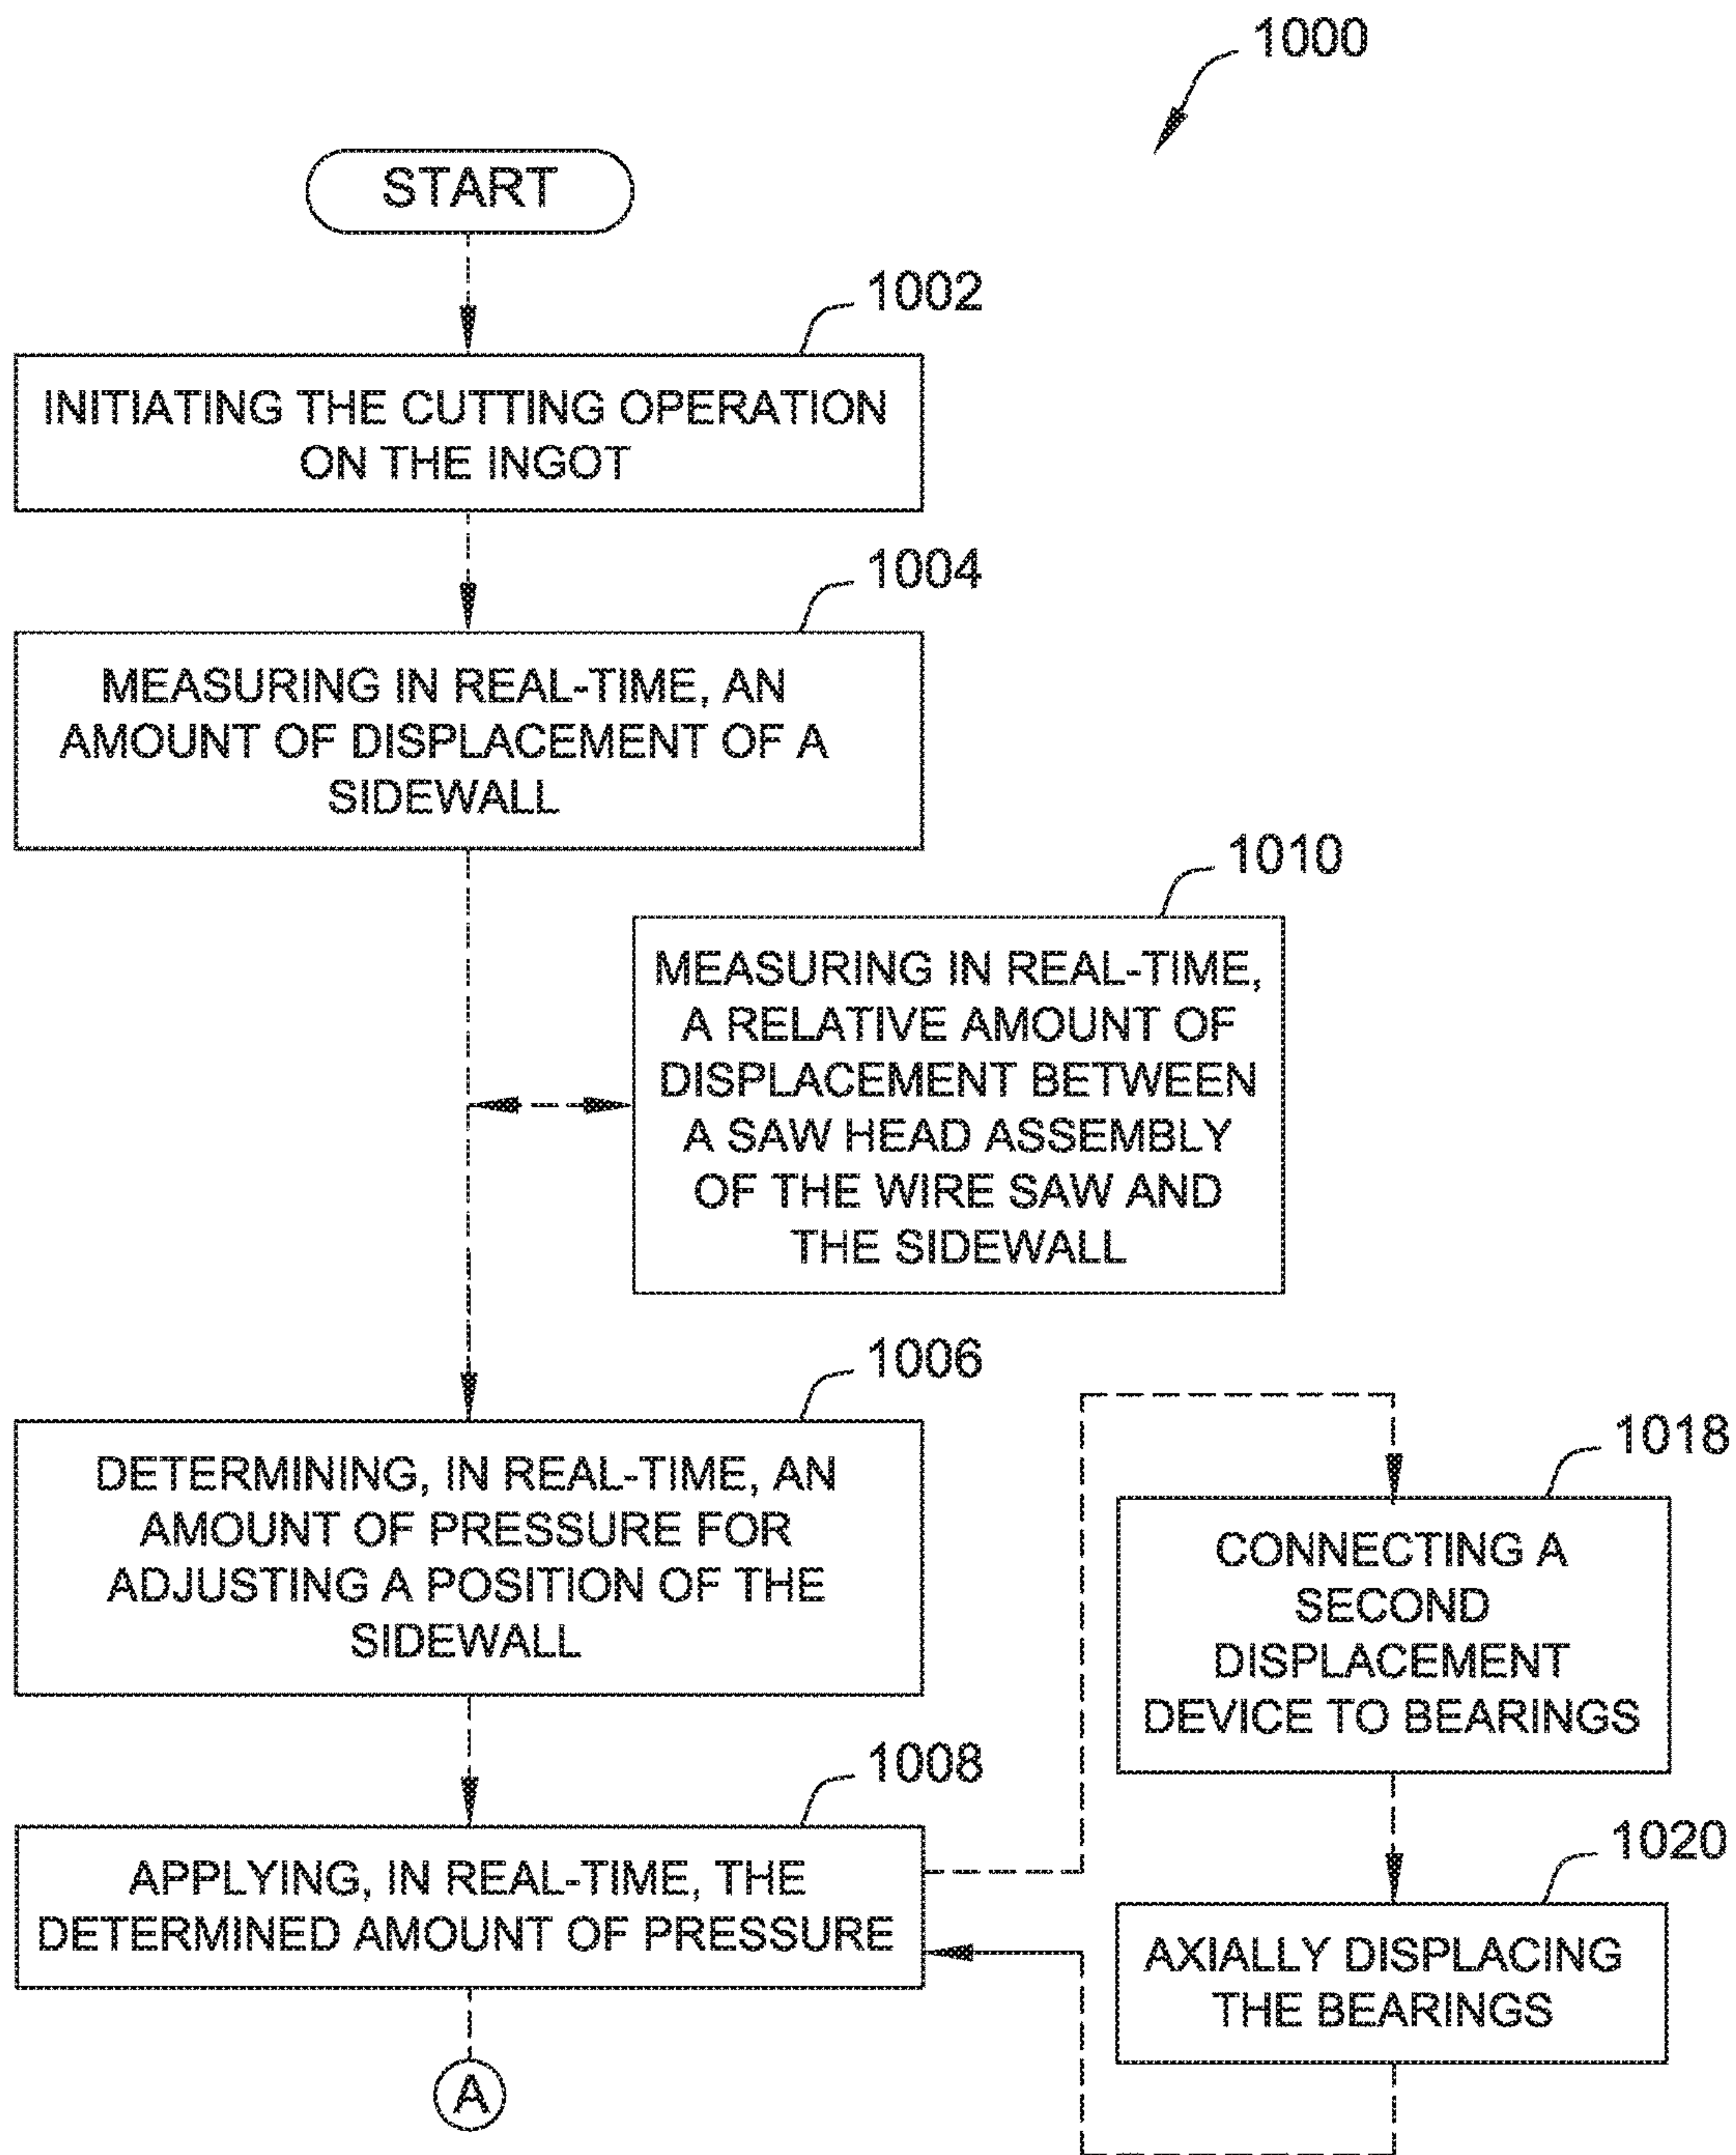 1000
START
1002
INITIATING THE CUTTING OPERATION
ON THE INGOT
1004
MEASURING IN REAL-TIME, AN
AMOUNT OF DISPLACEMENT OF A
SIDEWALL
1010
MEASURING IN REAL-TIME,
A RELATIVE AMOUNT OF
DISPLACEMENT BETWEEN
A SAW HEAD ASSEMBLY
OF THE WIRE SAW AND
THE SIDEWALL
1006
DETERMINING, IN REAL-TIME, AN
AMOUNT OF PRESSURE FOR
ADJUSTING A POSITION OF THE
SIDEWALL
1018
CONNECTING A
SECOND
DISPLACEMENT
DEVICE TO BEARINGS
1008
APPLYING, IN REAL-TIME, THE
DETERMINED AMOUNT OF PRESSURE
1020
AXIALLY DISPLACING
THE BEARINGS
A